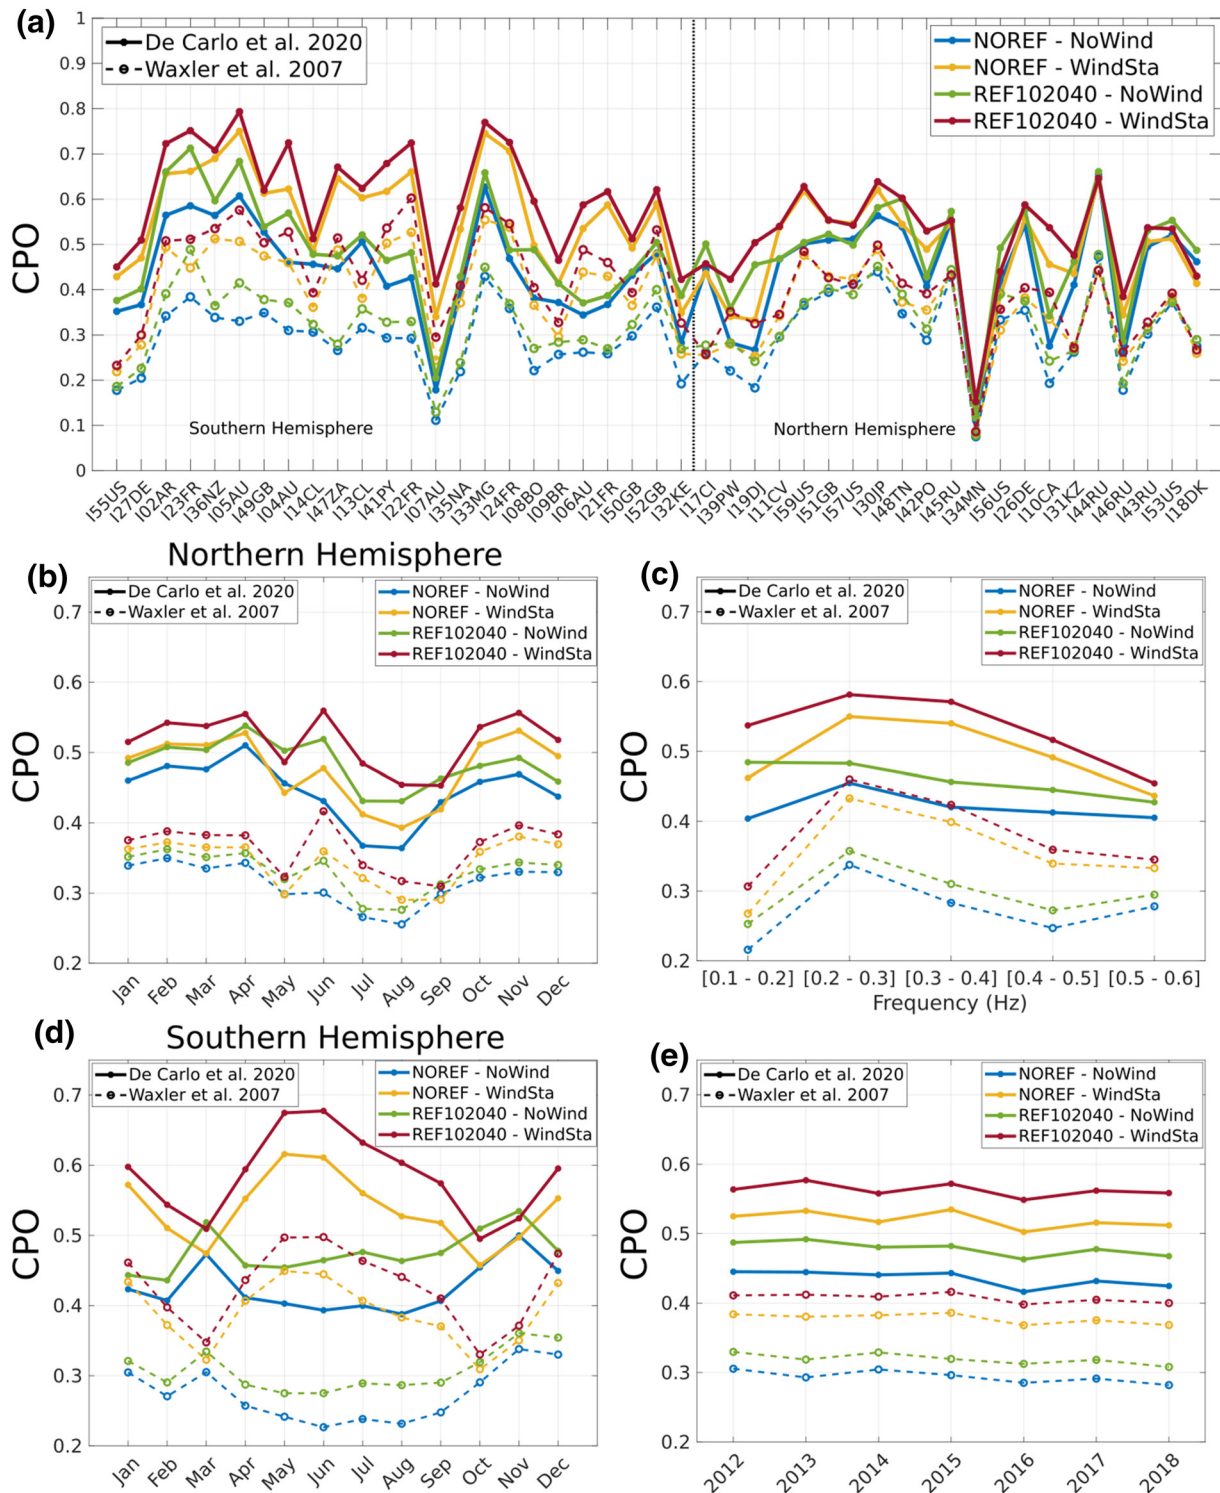 (a)
De Carlo et al. 2020
Waxler et al. 2007
NOREF - NoWind
NOREF - WindSta
REF102040 - NoWind
REF102040 - WindSta
CPO
1
0.9
0.8
0.7
0.6
0.5
0.4
0.3
0.2
0.1
0
Southern Hemisphere
Northern Hemisphere
I55US
I27DE
I02AR
I23FR
I36NZ
I05AU
I49GB
I04AU
I14CL
I47ZA
I13CL
I41PY
I22FR
I07AU
I35NA
I33MG
I24FR
I08BO
I09BR
I06AU
I21FR
I50GB
I52GB
I32KE
I17CI
I39PW
I19DJ
I11CV
I59US
I51GB
I57US
I30JP
I48TN
I42PO
I45RU
I34MN
I56US
I26DE
I10CA
I31KZ
I44RU
I46RU
I43RU
I53US
I18DK
(b)
Northern Hemisphere
De Carlo et al. 2020
Waxler et al. 2007
NOREF - NoWind
NOREF - WindSta
REF102040 - NoWind
REF102040 - WindSta
CPO
0.7
0.6
0.5
0.4
0.3
0.2
Jan
Feb
Mar
Apr
May
Jun
Jul
Aug
Sep
Oct
Nov
Dec
(c)
De Carlo et al. 2020
Waxler et al. 2007
NOREF - NoWind
NOREF - WindSta
REF102040 - NoWind
REF102040 - WindSta
CPO
0.7
0.6
0.5
0.4
0.3
0.2
[0.1 - 0.2]
[0.2 - 0.3]
[0.3 - 0.4]
[0.4 - 0.5]
[0.5 - 0.6]
Frequency (Hz)
(d)
Southern Hemisphere
De Carlo et al. 2020
Waxler et al. 2007
NOREF - NoWind
NOREF - WindSta
REF102040 - NoWind
REF102040 - WindSta
CPO
0.7
0.6
0.5
0.4
0.3
0.2
Jan
Feb
Mar
Apr
May
Jun
Jul
Aug
Sep
Oct
Nov
Dec
(e)
De Carlo et al. 2020
Waxler et al. 2007
NOREF - NoWind
NOREF - WindSta
REF102040 - NoWind
REF102040 - WindSta
CPO
0.7
0.6
0.5
0.4
0.3
0.2
2012
2013
2014
2015
2016
2017
2018